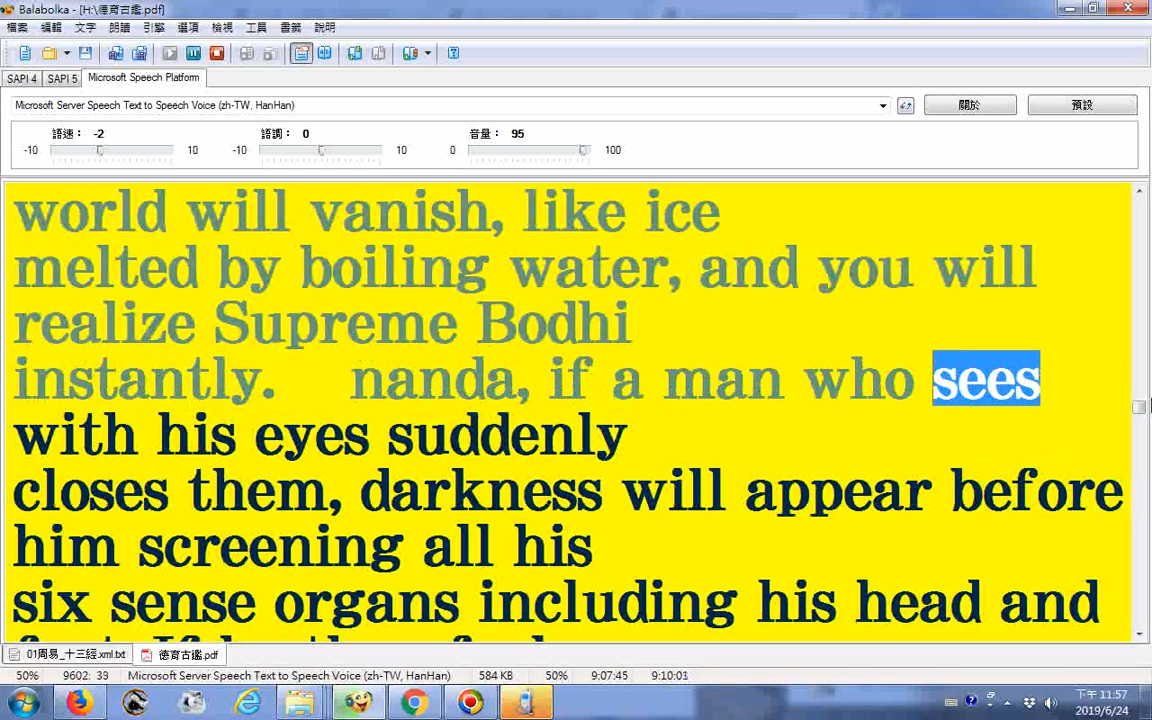 Balabolka - [H:\德育古鑑.pdf]
檔案 編輯 文字 朗讀 引擎 選項 檢視 工具 書籤 說明
SAPI 4 SAPI 5 Microsoft Speech Platform
Microsoft Server Speech Text to Speech Voice (zh-TW, HanHan) 關於 預設
語速： -2 語調： 0 音量： 95
-10 10 -10 10 0 100
world will vanish, like ice
melted by boiling water, and you will
realize Supreme Bodhi
instantly. nanda, if a man who sees
with his eyes suddenly
closes them, darkness will appear before
him screening all his
six sense organs including his head and
01周易_十三經.xml.txt 德育古鑑.pdf
50% 9602: 33 Microsoft Server Speech Text to Speech Voice (zh-TW, HanHan) 584 KB 50% 9:07:45 9:10:01
下午 11:57
2019/6/24